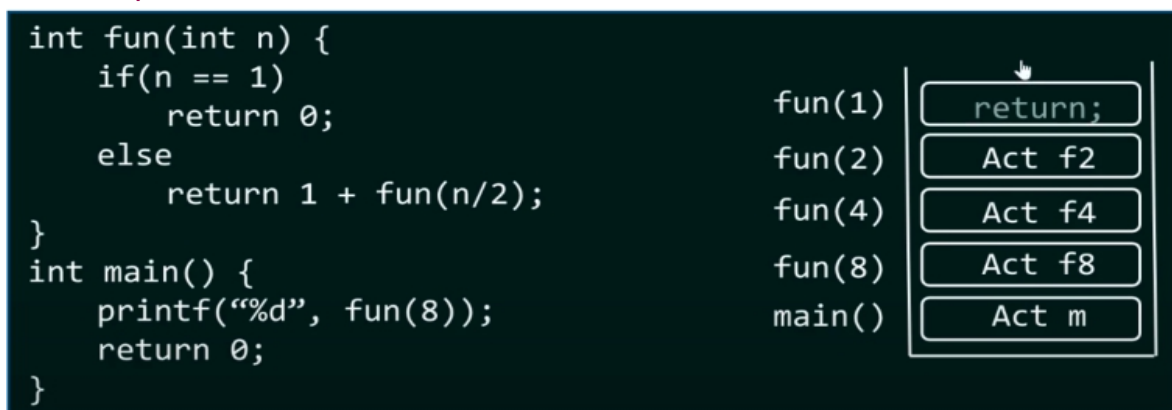 int fun(int n) {
if(n == 1)
return 0;
else
return 1 + fun(n/2);
}
int main() {
printf(“%d”, fun(8));
return 0;
}
fun(1) return;
fun(2) Act f2
fun(4) Act f4
fun(8) Act f8
main() Act m